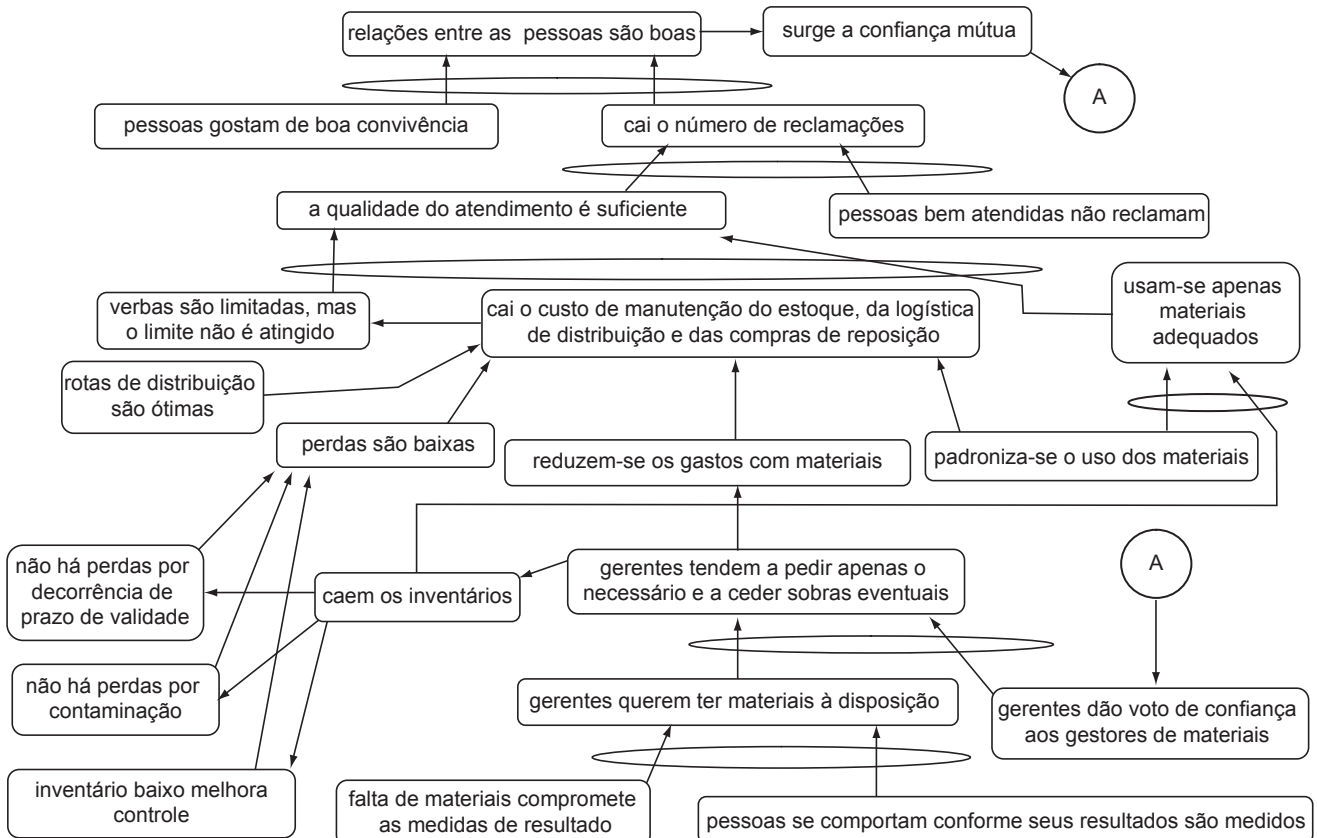 relações entre as pessoas são boas
surge a confiança mútua
A
pessoas gostam de boa convivência
cai o número de reclamações
a qualidade do atendimento é suficiente
pessoas bem atendidas não reclamam
verbas são limitadas, mas
o limite não é atingido
cai o custo de manutenção do estoque, da logística
de distribuição e das compras de reposição
usam-se apenas
materiais
adequados
rotas de distribuição
são ótimas
perdas são baixas
reduzem-se os gastos com materiais
padroniza-se o uso dos materiais
não há perdas por
decorrência de
prazo de validade
caem os inventários
gerentes tendem a pedir apenas o
necessário e a ceder sobras eventuais
A
não há perdas por
contaminação
gerentes querem ter materiais à disposição
gerentes dão voto de confiança
aos gestores de materiais
inventário baixo melhora
controle
falta de materiais compromete
as medidas de resultado
pessoas se comportam conforme seus resultados são medidos